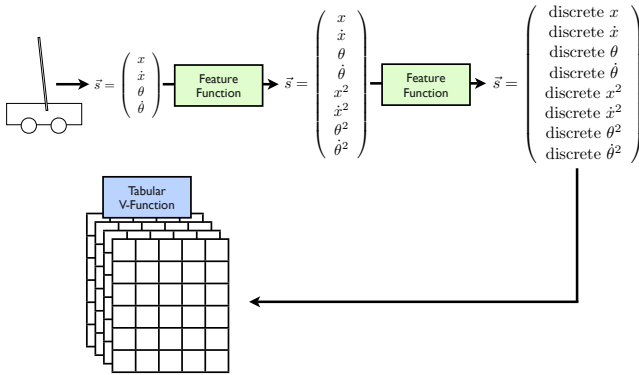 s⃗ =
x
ẋ
θ
θ̇
Feature
Function
s⃗ =
x
ẋ
θ
θ̇
x²
ẋ²
θ²
θ̇²
Feature
Function
s⃗ =
discrete x
discrete ẋ
discrete θ
discrete θ̇
discrete x²
discrete ẋ²
discrete θ²
discrete θ̇²
Tabular
V-Function